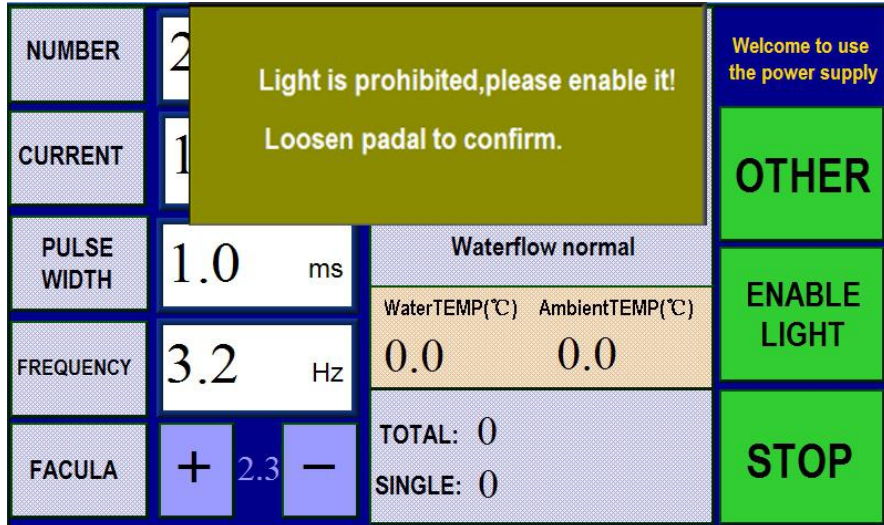 NUMBER
2
Light is prohibited,please enable it!
Loosen padal to confirm.
Welcome to use
the power supply
CURRENT
1
OTHER
PULSE
WIDTH
1.0 ms
Waterflow normal
WaterTEMP(℃) AmbientTEMP(℃)
0.0 0.0
ENABLE
LIGHT
FREQUENCY
3.2 Hz
FACULA
+ 2.3 −
TOTAL: 0
SINGLE: 0
STOP